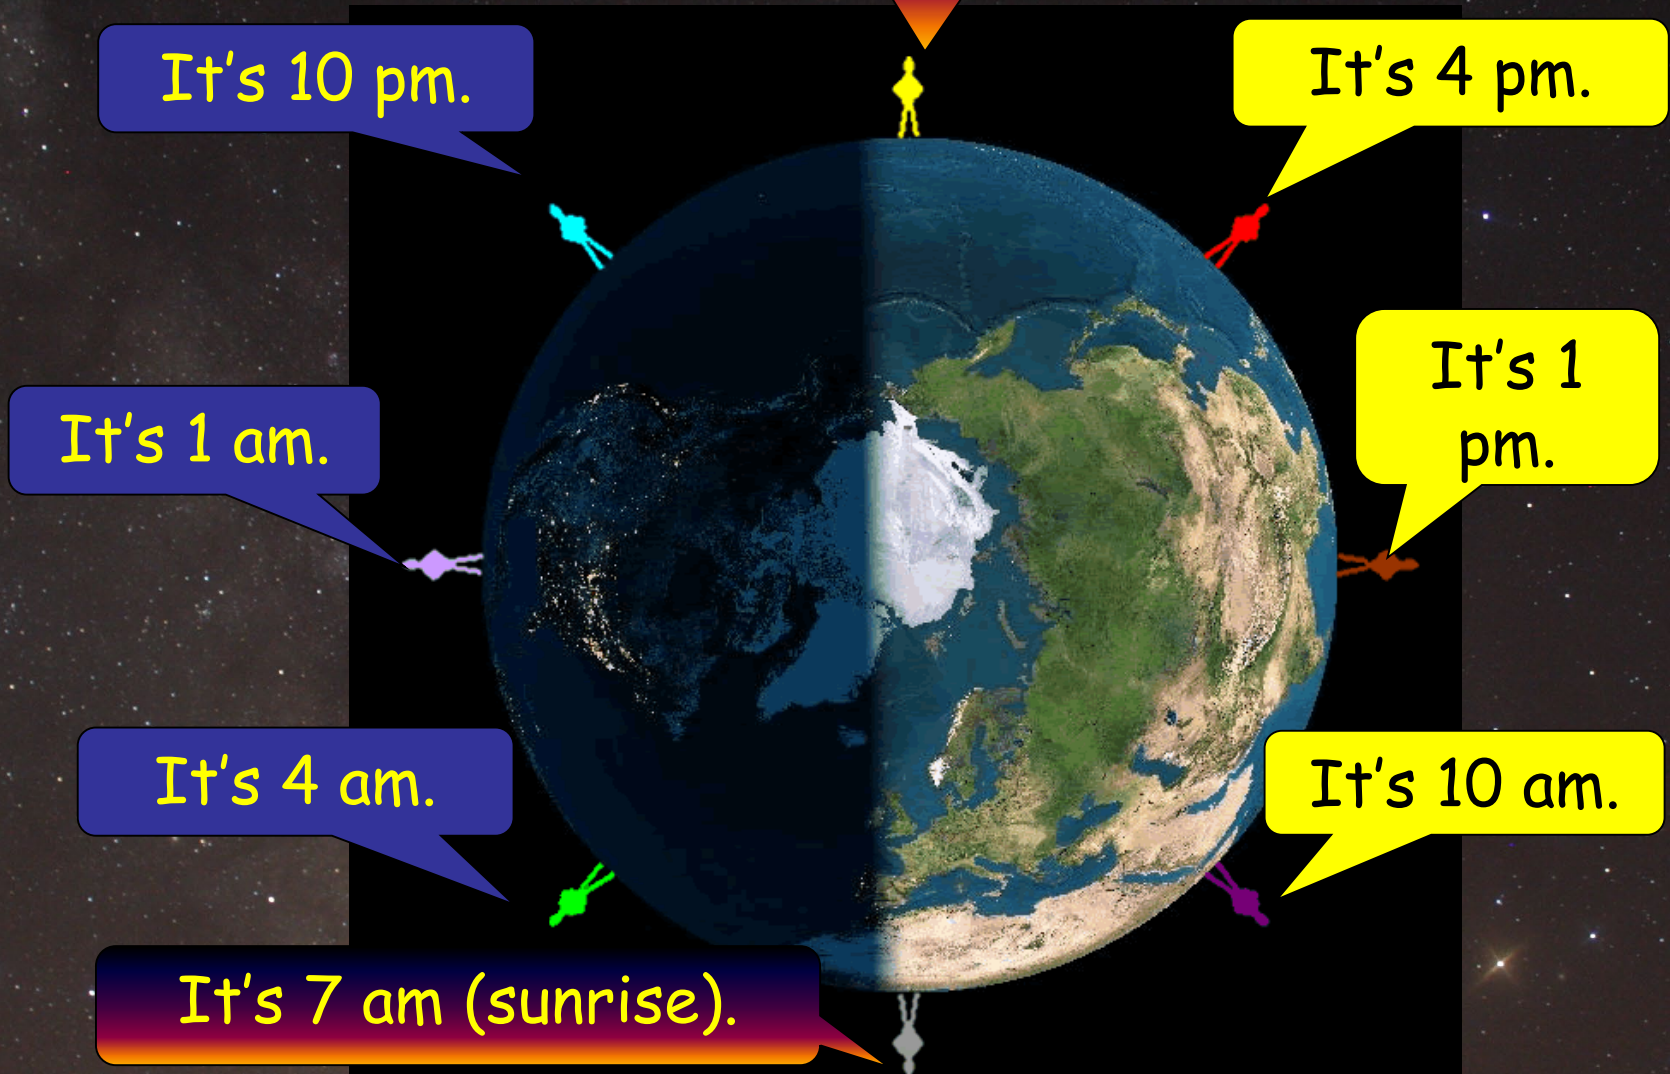 It's 10 pm.
It's 4 pm.
It's 1
pm.
It's 1 am.
It's 4 am.
It's 10 am.
It's 7 am (sunrise).